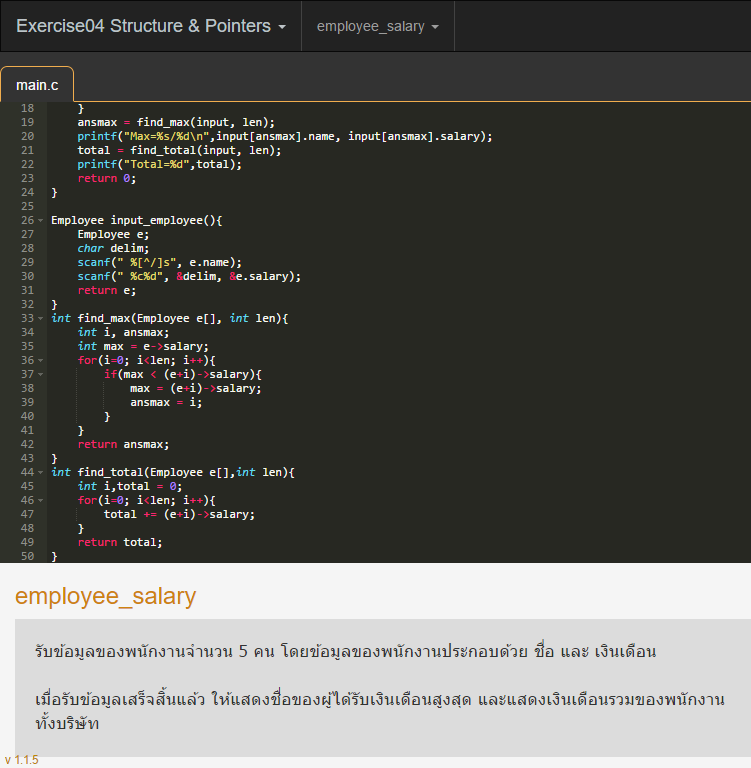 Exercise04 Structure & Pointers employee_salary
main.c
18 }
19 ansmax = find_max(input, len);
20 printf("Max=%s/%d\n",input[ansmax].name, input[ansmax].salary);
21 total = find_total(input, len);
22 printf("Total=%d",total);
23 return 0;
24 }
25
26 Employee input_employee(){
27 Employee e;
28 char delim;
29 scanf(" %[^/]s", e.name);
30 scanf(" %c%d", &delim, &e.salary);
31 return e;
32 }
33 int find_max(Employee e[], int len){
34 int i, ansmax;
35 int max = e->salary;
36 for(i=0; i<len; i++){
37 if(max < (e+i)->salary){
38 max = (e+i)->salary;
39 ansmax = i;
40 }
41 }
42 return ansmax;
43 }
44 int find_total(Employee e[],int len){
45 int i,total = 0;
46 for(i=0; i<len; i++){
47 total += (e+i)->salary;
48 }
49 return total;
50 }
employee_salary
รับข้อมูลของพนักงานจำนวน 5 คน โดยข้อมูลของพนักงานประกอบด้วย ชื่อ และ เงินเดือน
เมื่อรับข้อมูลเสร็จสิ้นแล้ว ให้แสดงชื่อของผู้ได้รับเงินเดือนสูงสุด และแสดงเงินเดือนรวมของพนักงาน
ทั้งบริษัท
v 1.1.5